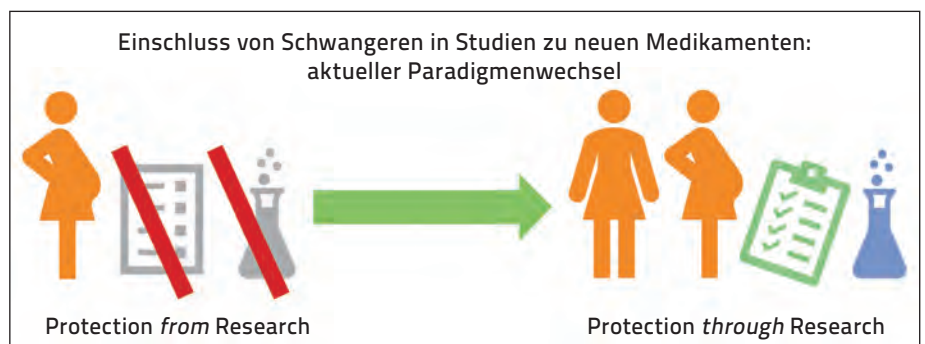 Einschluss von Schwangeren in Studien zu neuen Medikamenten:
aktueller Paradigmenwechsel
Protection from Research
Protection through Research